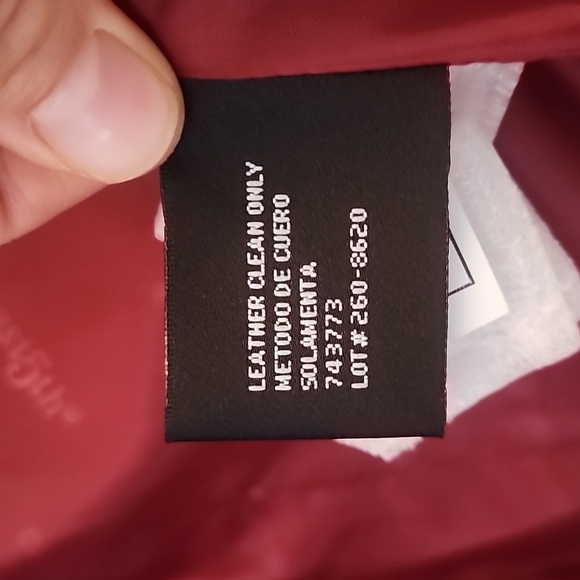 LEATHER CLEAN ONLY
METODO DE CUERO
SOLAMENTA
743773
LOT# 260-8620